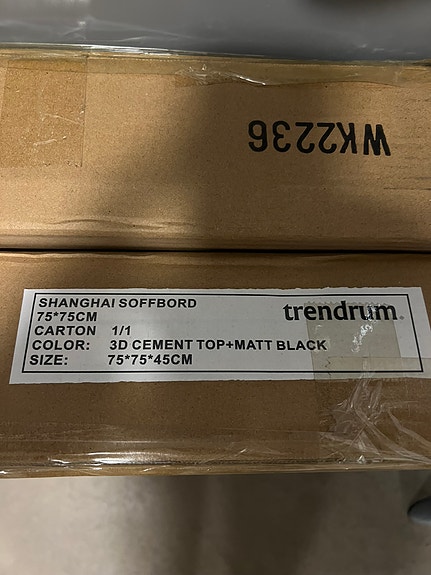 WK2236
SHANGHAI SOFFBORD
75*75CM
trendrum
CARTON 1/1
COLOR: 3D CEMENT TOP+MATT BLACK
SIZE: 75*75*45CM